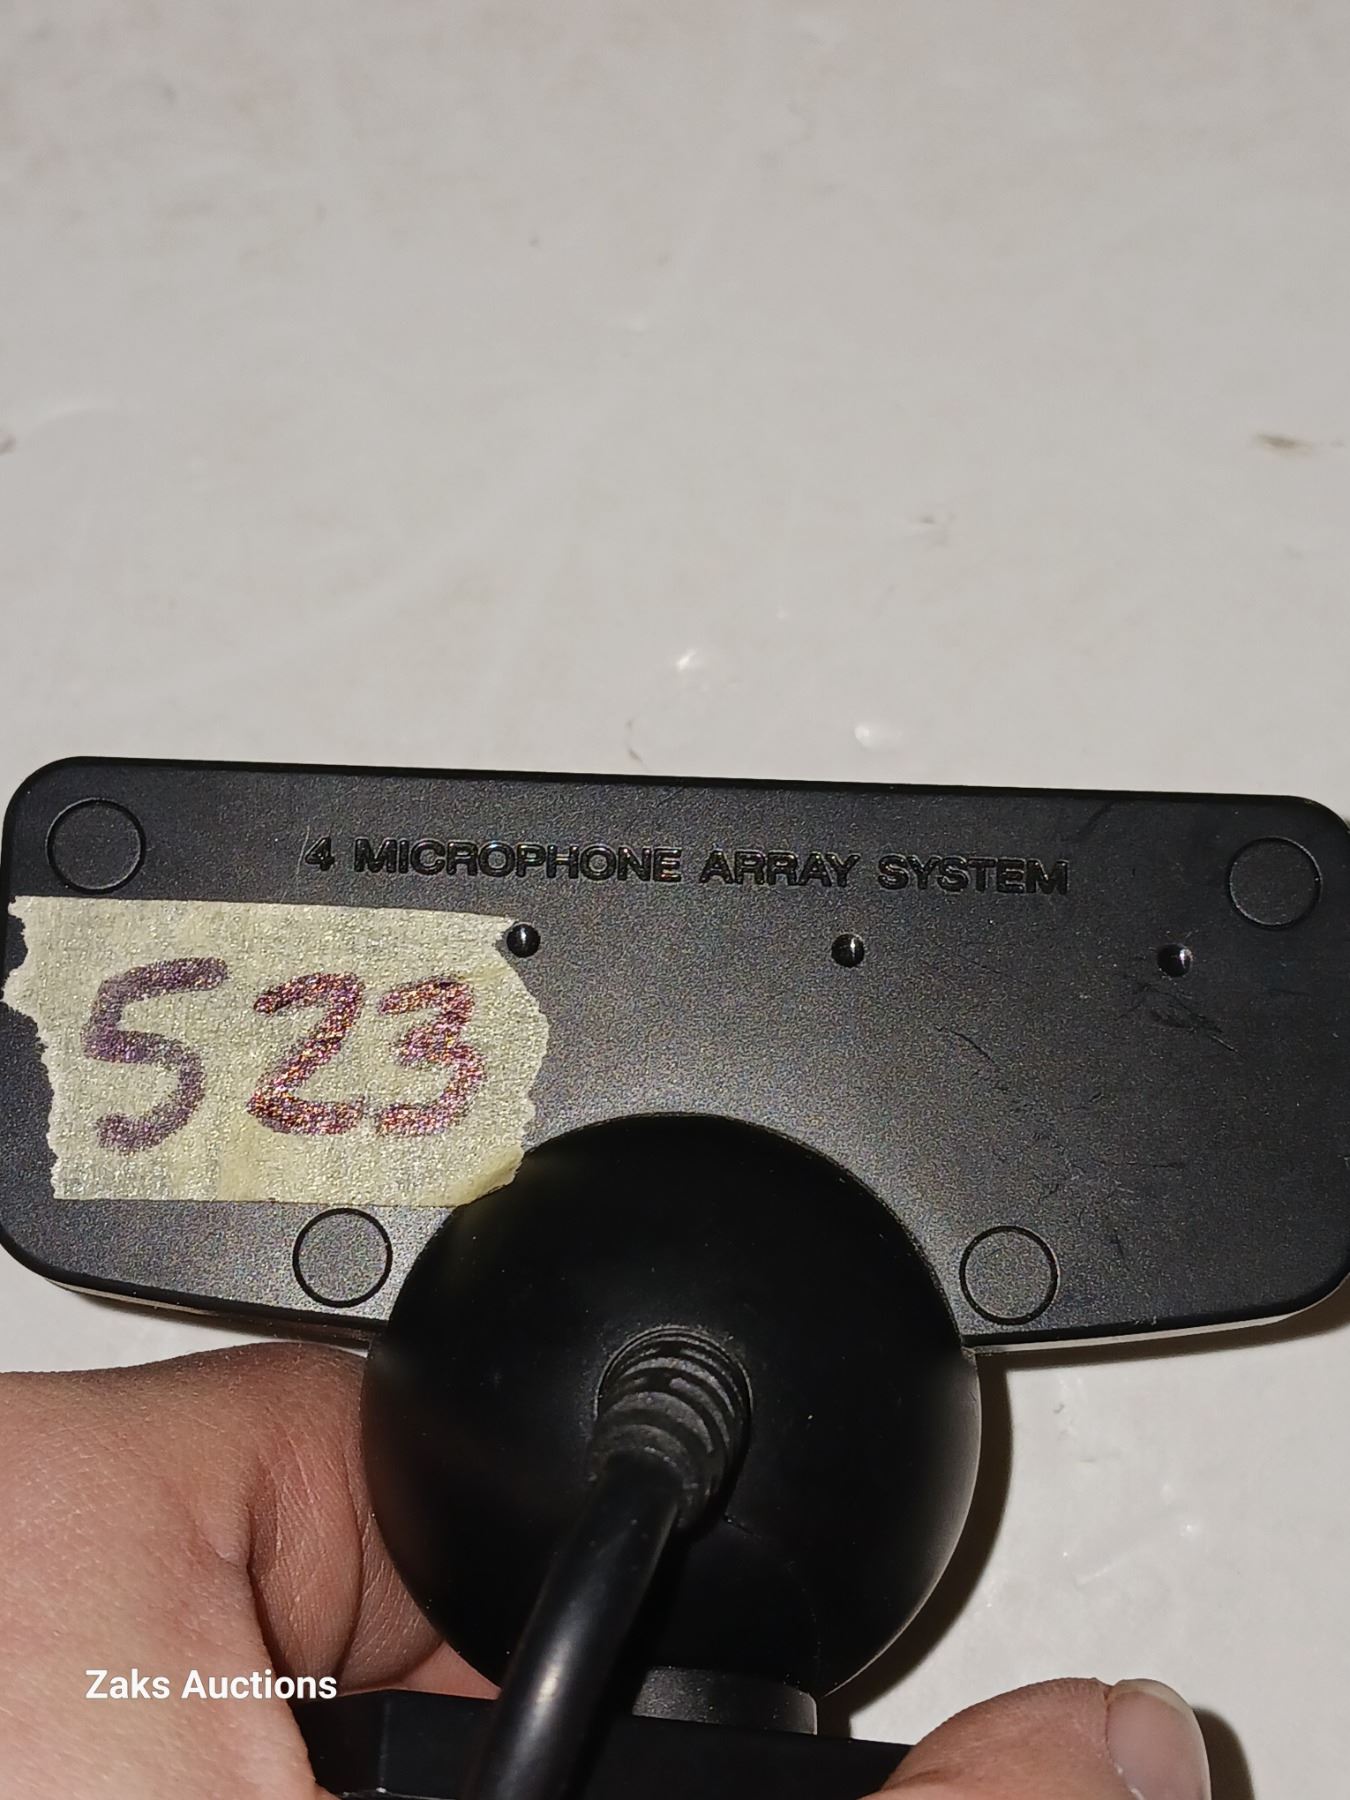 4 MICROPHONE ARRAY SYSTEM
523
Zaks Auctions